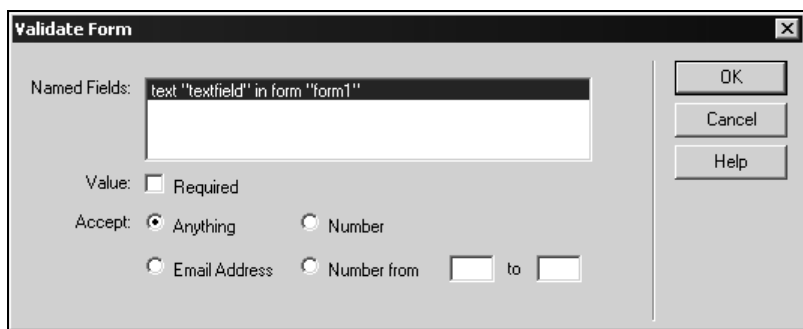 Validate Form
Named Fields: text "textfield" in form "form1"
OK
Cancel
Help
Value: Required
Accept: Anything Number
Email Address Number from to